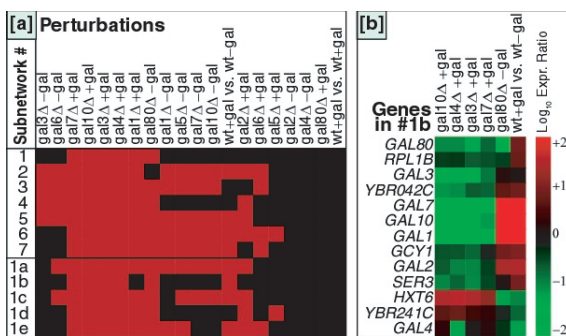 [a] Perturbations
Subnetwork #
gal3Δ−gal
gal6Δ−gal
gal7Δ+gal
gal10Δ+gal
gal3Δ+gal
gal4Δ+gal
gal1Δ+gal
gal80Δ−gal
gal1Δ−gal
gal5Δ−gal
gal7Δ−gal
gal10Δ−gal
wt+gal vs. wt−gal
gal2Δ+gal
gal6Δ+gal
gal5Δ+gal
gal2Δ−gal
gal4Δ−gal
gal80Δ+gal
wt+gal vs. wt+gal
1
2
3
4
5
6
7
1a
1b
1c
1d
1e
[b]
Genes
in #1b
gal10Δ+gal
gal4Δ+gal
gal3Δ+gal
gal7Δ+gal
gal80Δ−gal
wt+gal vs. wt−gal
Log10 Expr. Ratio
GAL80
RPL1B
GAL3
YBR042C
GAL7
GAL10
GAL1
GCY1
GAL2
SER3
HXT6
YBR241C
GAL4
+2
+1
0
−1
−2